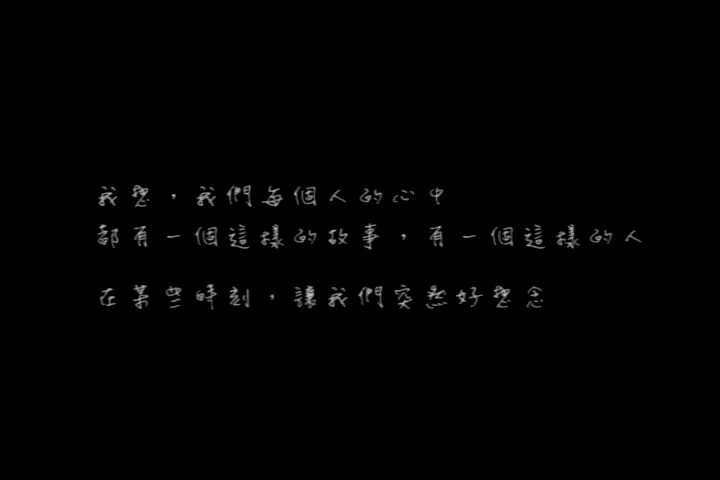 我想，我們每個人的心中
都有一個這樣的故事，有一個這樣的人
在某些時刻，讓我們突然好想念